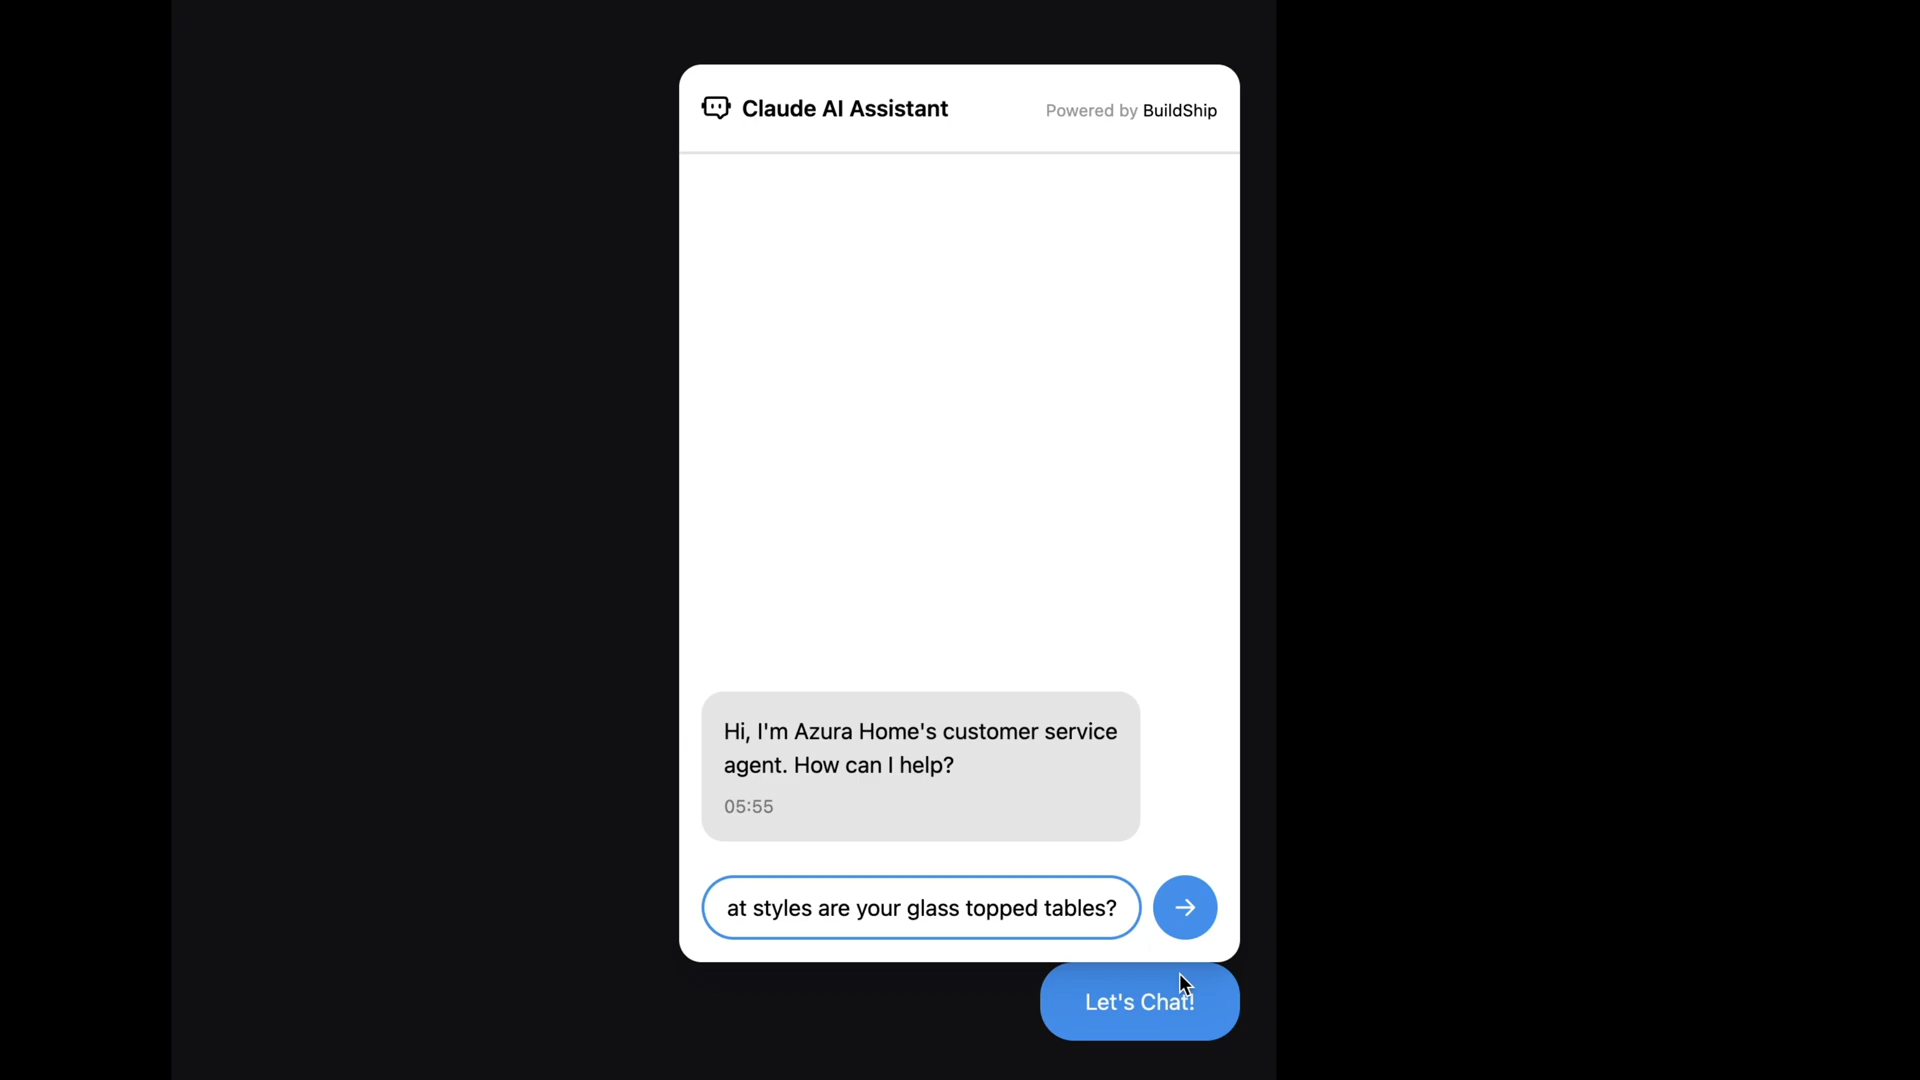 Claude AI Assistant
Powered by BuildShip
Hi, I'm Azura Home's customer service
agent. How can I help?
05:55
at styles are your glass topped tables?
Let's Chat!